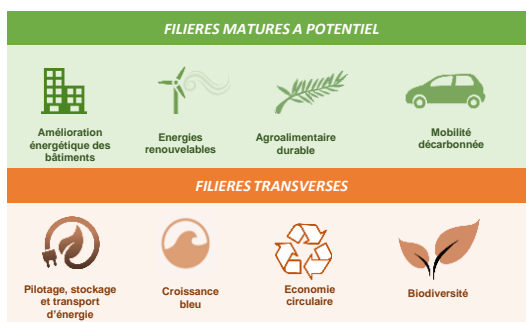 FILIERES MATURES A POTENTIEL
Amélioration
énergétique des
bâtiments
Energies
renouvelables
Agroalimentaire
durable
Mobilité
décarbonnée
FILIERES TRANSVERSES
Pilotage, stockage
et transport
d'énergie
Croissance
bleu
Economie
circulaire
Biodiversité